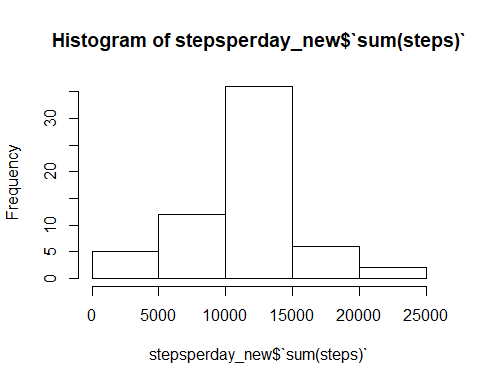 Histogram of stepsperday_new$`sum(steps)`
Frequency
0
5
10
20
30
0 5000 10000 15000 20000 25000
stepsperday_new$`sum(steps)`